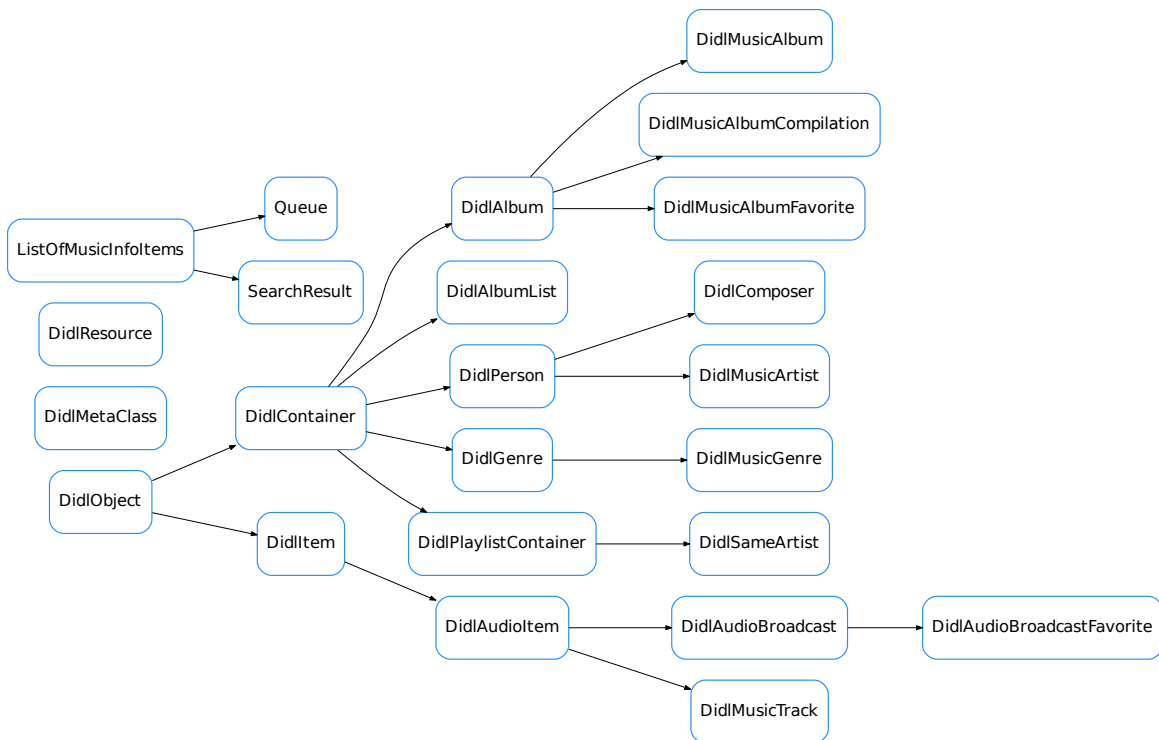 DidlMusicAlbum
DidlMusicAlbumCompilation
Queue
DidlAlbum
DidlMusicAlbumFavorite
ListOfMusicInfoItems
SearchResult
DidlAlbumList
DidlComposer
DidlResource
DidlPerson
DidlMusicArtist
DidlMetaClass
DidlContainer
DidlGenre
DidlMusicGenre
DidlObject
DidlItem
DidlPlaylistContainer
DidlSameArtist
DidlAudioItem
DidlAudioBroadcast
DidlAudioBroadcastFavorite
DidlMusicTrack